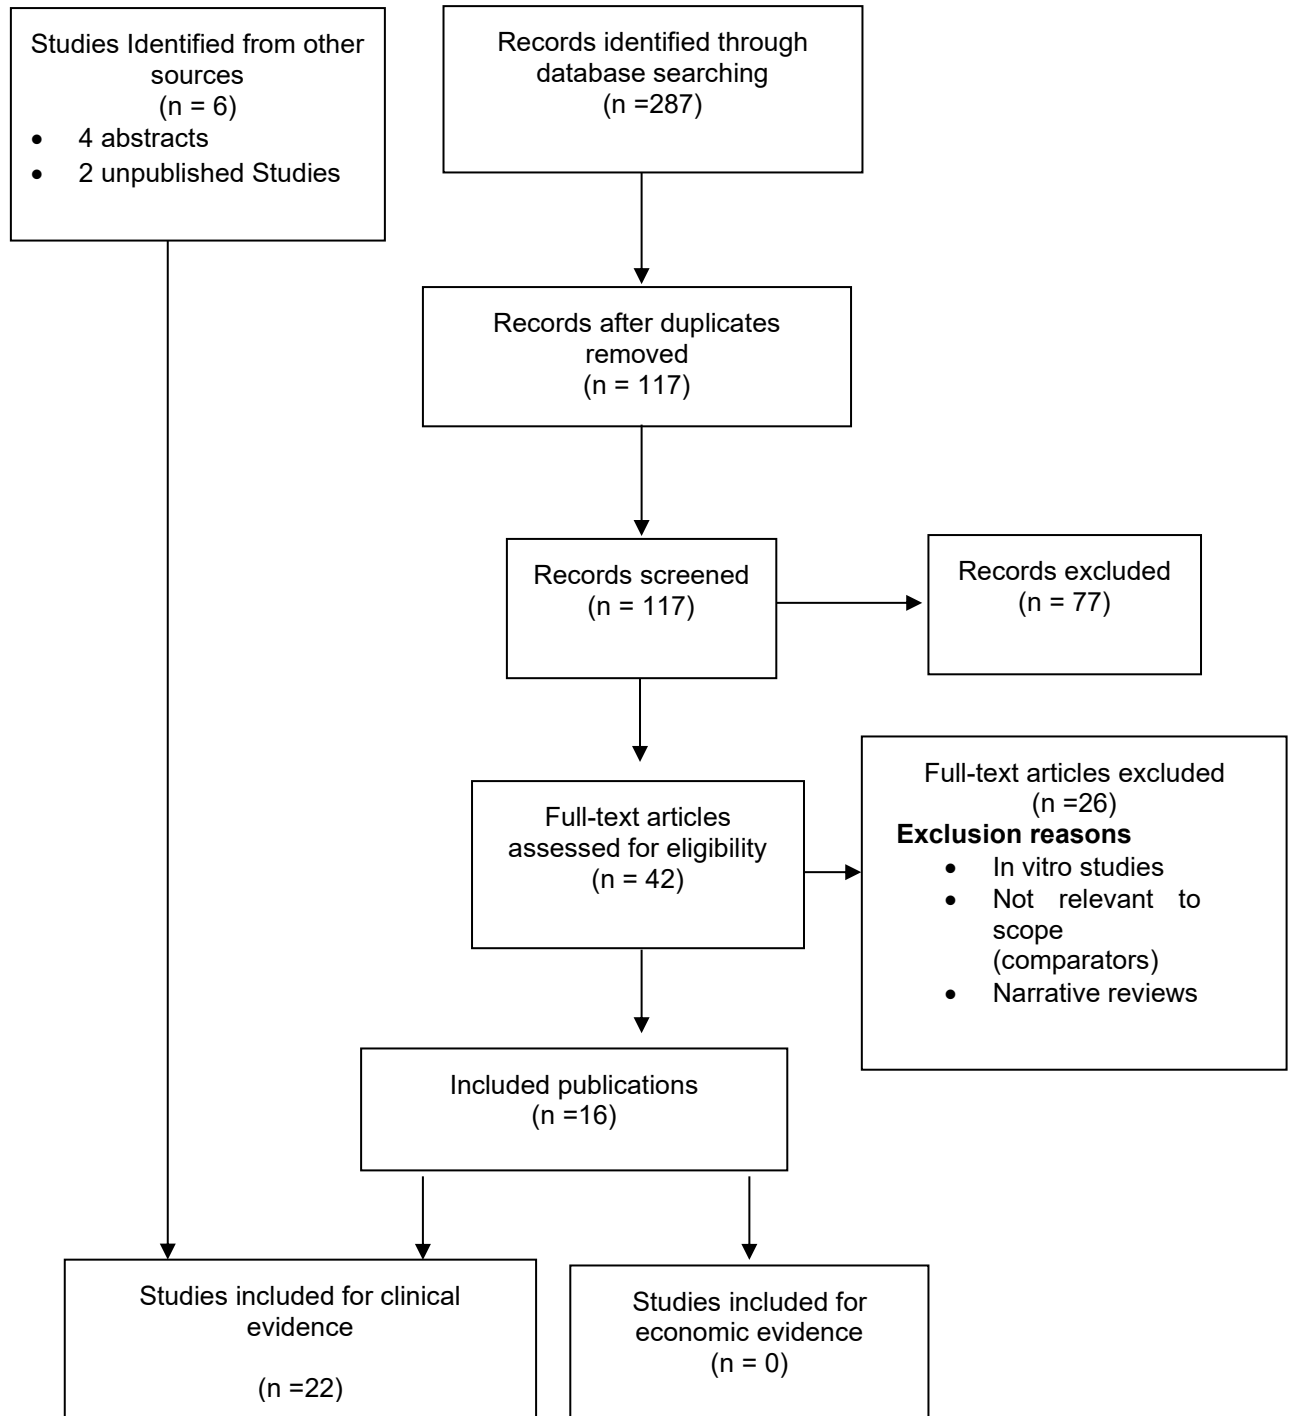 Studies Identified from other
sources
(n = 6)
• 4 abstracts
• 2 unpublished Studies
Records identified through
database searching
(n =287)
Records after duplicates
removed
(n = 117)
Records screened
(n = 117)
Records excluded
(n = 77)
Full-text articles
assessed for eligibility
(n = 42)
Full-text articles excluded
(n =26)
Exclusion reasons
• In vitro studies
• Not relevant to
scope
(comparators)
• Narrative reviews
Included publications
(n =16)
Studies included for clinical
evidence
(n =22)
Studies included for
economic evidence
(n = 0)